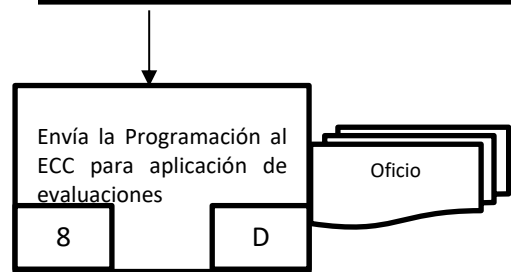 Envía la Programación al
ECC para aplicación de
evaluaciones
Oficio
8
D